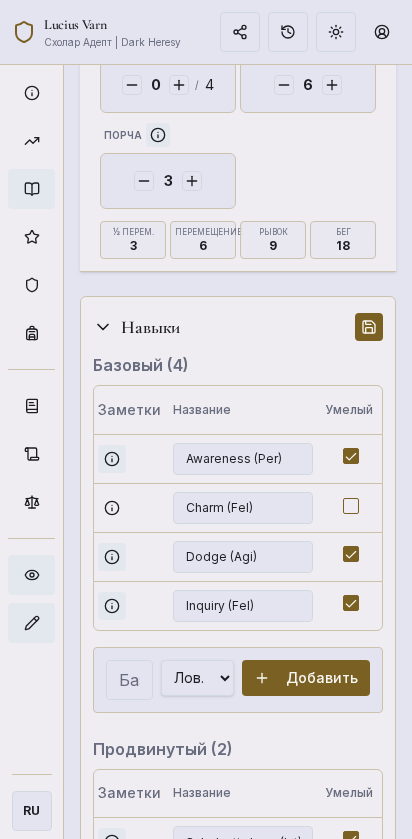 Lucius Varn
Схолар Адепт | Dark Heresy
0 / 4
6
ПОРЧА
3
½ ПЕРЕМ. ПЕРЕМЕЩЕНИЕ РЫВОК БЕГ
3 6 9 18
Навыки
Базовый (4)
Заметки Название Умелый
Awareness (Per)
Charm (Fel)
Dodge (Agi)
Inquiry (Fel)
Ба Лов. Добавить
Продвинутый (2)
Заметки Название Умелый
RU